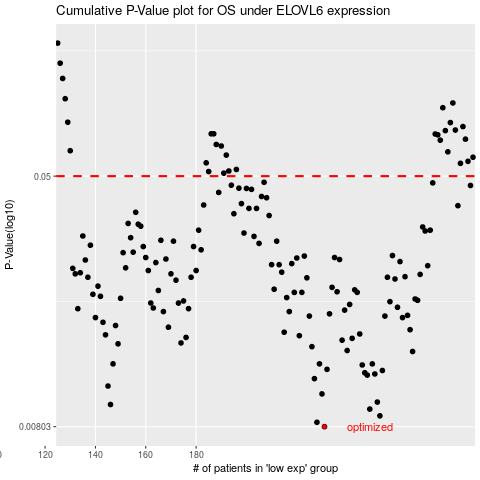 Cumulative P-Value plot for OS under ELOVL6 expression
P-Value(log10)
0.05
0.00803
optimized
0 120 140 160 180
# of patients in 'low exp' group